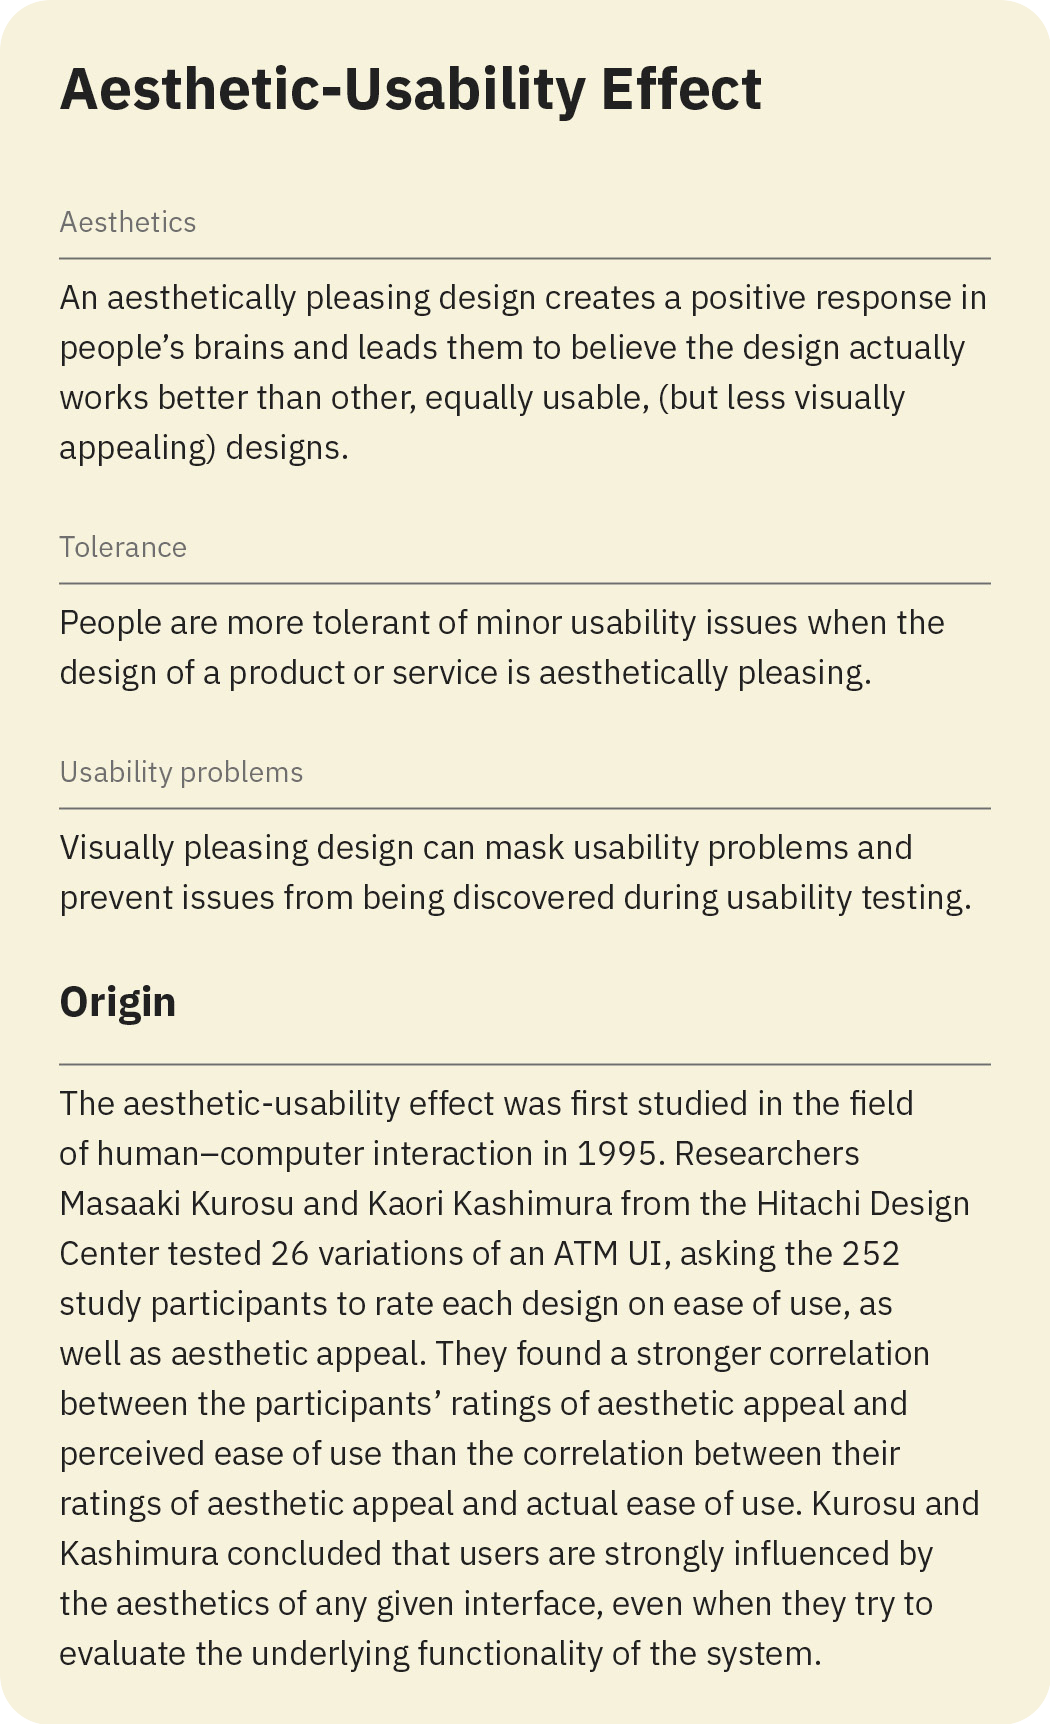 Aesthetic-Usability Effect
Aesthetics
An aesthetically pleasing design creates a positive response in
people’s brains and leads them to believe the design actually
works better than other, equally usable, (but less visually
appealing) designs.
Tolerance
People are more tolerant of minor usability issues when the
design of a product or service is aesthetically pleasing.
Usability problems
Visually pleasing design can mask usability problems and
prevent issues from being discovered during usability testing.
Origin
The aesthetic-usability effect was first studied in the field
of human–computer interaction in 1995. Researchers
Masaaki Kurosu and Kaori Kashimura from the Hitachi Design
Center tested 26 variations of an ATM UI, asking the 252
study participants to rate each design on ease of use, as
well as aesthetic appeal. They found a stronger correlation
between the participants’ ratings of aesthetic appeal and
perceived ease of use than the correlation between their
ratings of aesthetic appeal and actual ease of use. Kurosu and
Kashimura concluded that users are strongly influenced by
the aesthetics of any given interface, even when they try to
evaluate the underlying functionality of the system.